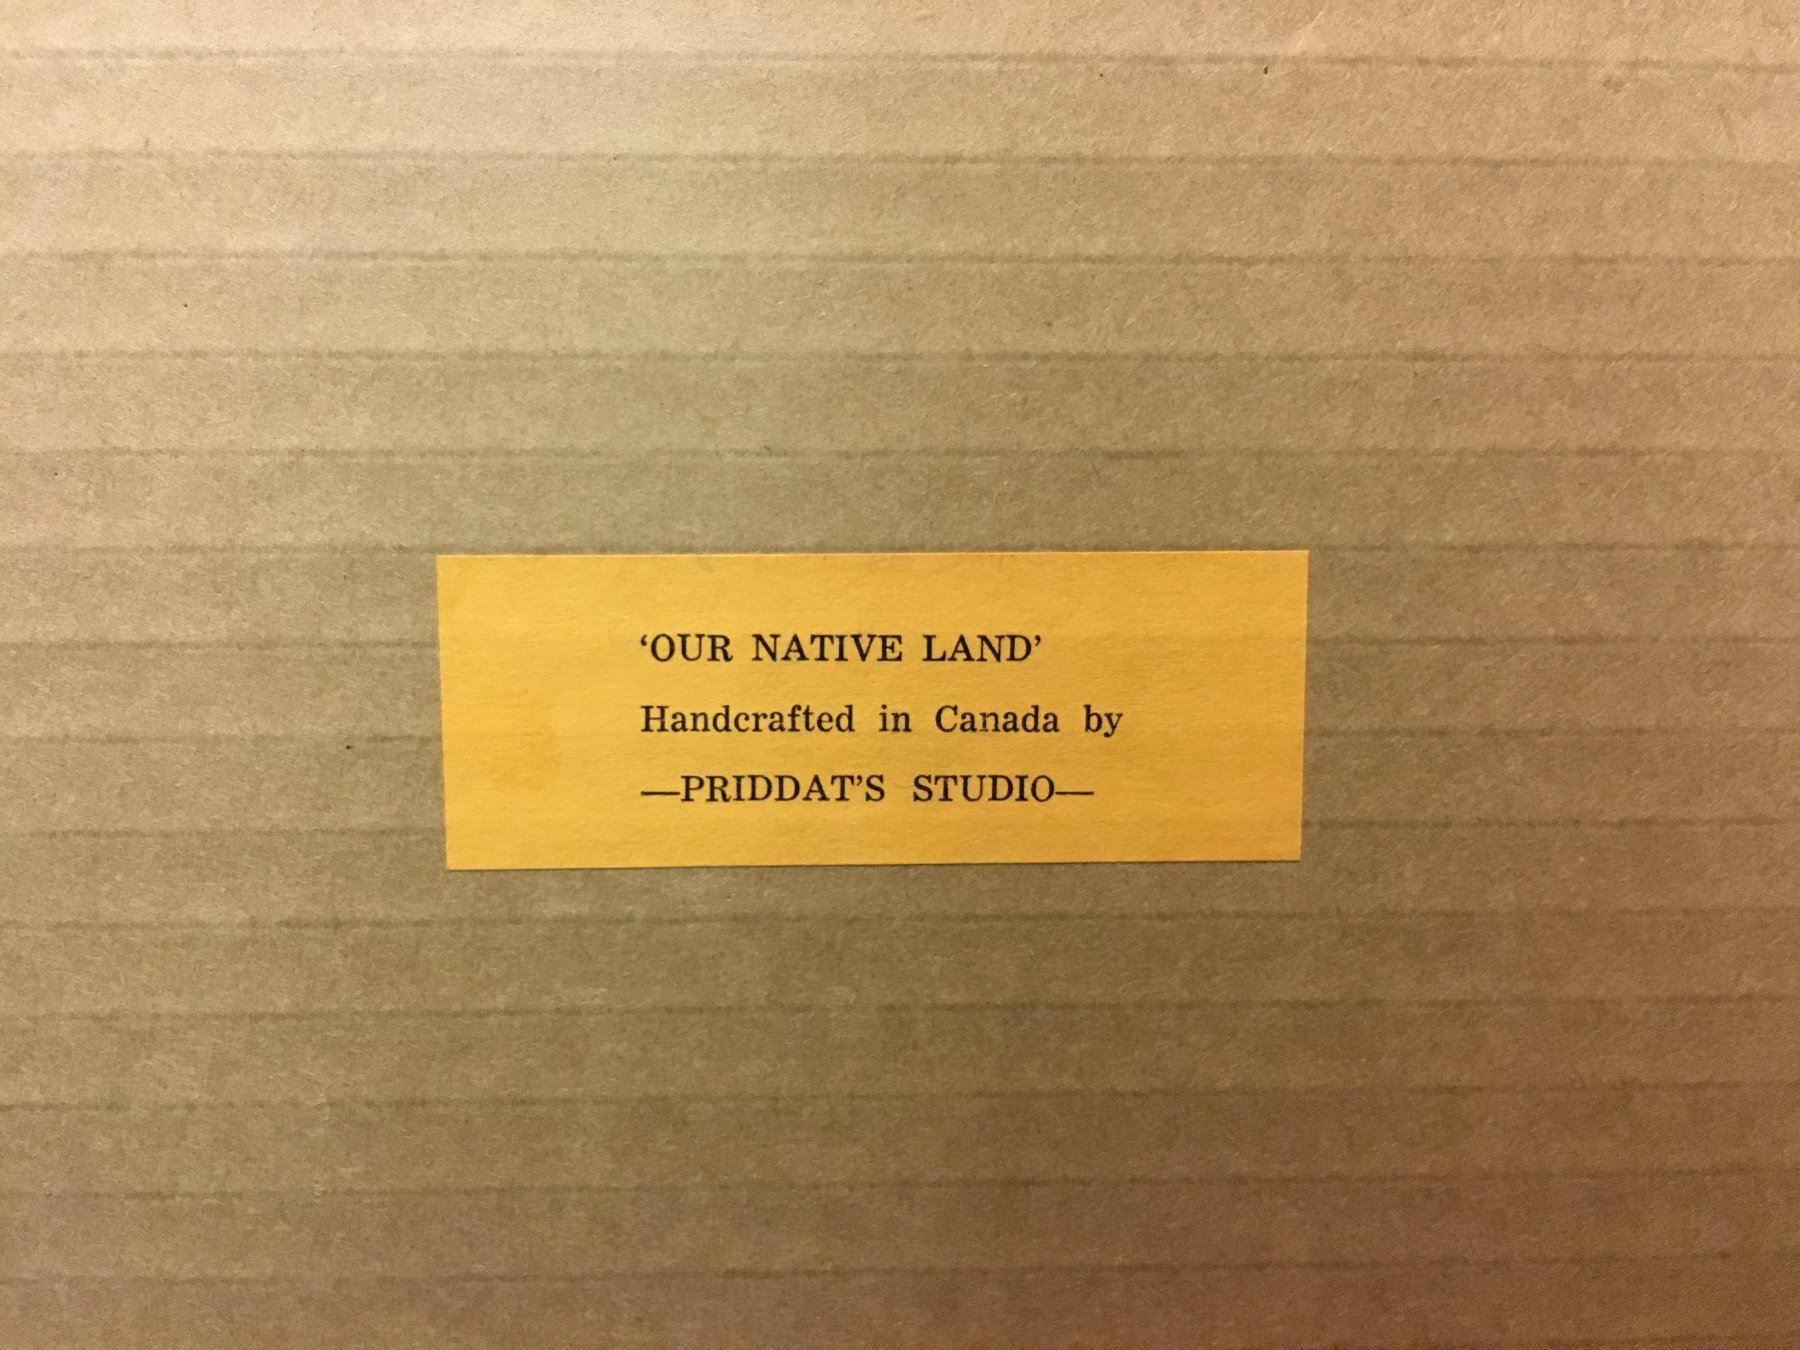 ‘OUR NATIVE LAND’
Handcrafted in Canada by
—PRIDDAT’S STUDIO—